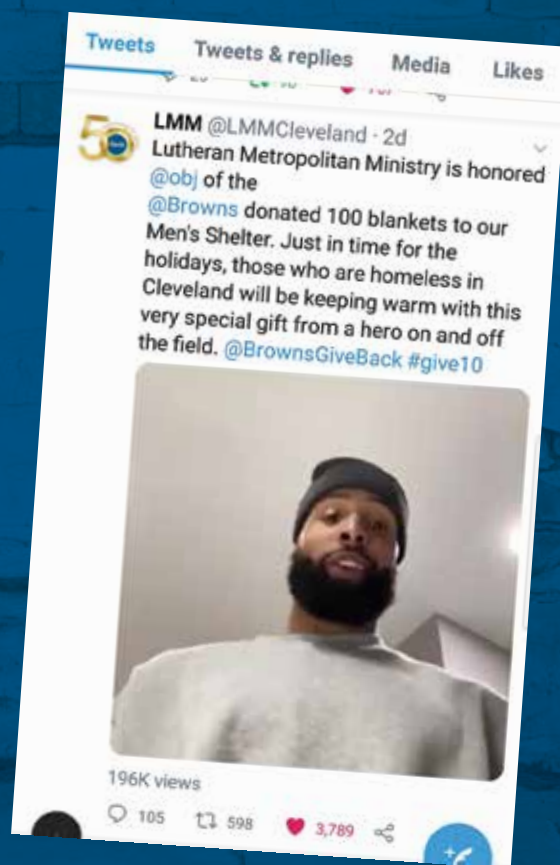 Tweets Tweets & replies Media Likes
50
LMM @LMMCleveland · 2d
Lutheran Metropolitan Ministry is honored
@obj of the
@Browns donated 100 blankets to our
Men's Shelter. Just in time for the
holidays, those who are homeless in
Cleveland will be keeping warm with this
very special gift from a hero on and off
the field. @BrownsGiveBack #give10
196K views
105 598 3,789